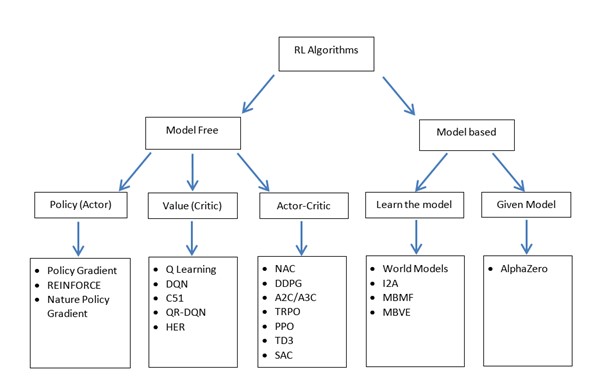 RL Algorithms
Model Free
Model based
Policy (Actor)
Value (Critic)
Actor-Critic
Learn the model
Given Model
• Policy Gradient
• REINFORCE
• Nature Policy
Gradient
• Q Learning
• DQN
• C51
• QR-DQN
• HER
• NAC
• DDPG
• A2C/A3C
• TRPO
• PPO
• TD3
• SAC
• World Models
• I2A
• MBMF
• MBVE
• AlphaZero